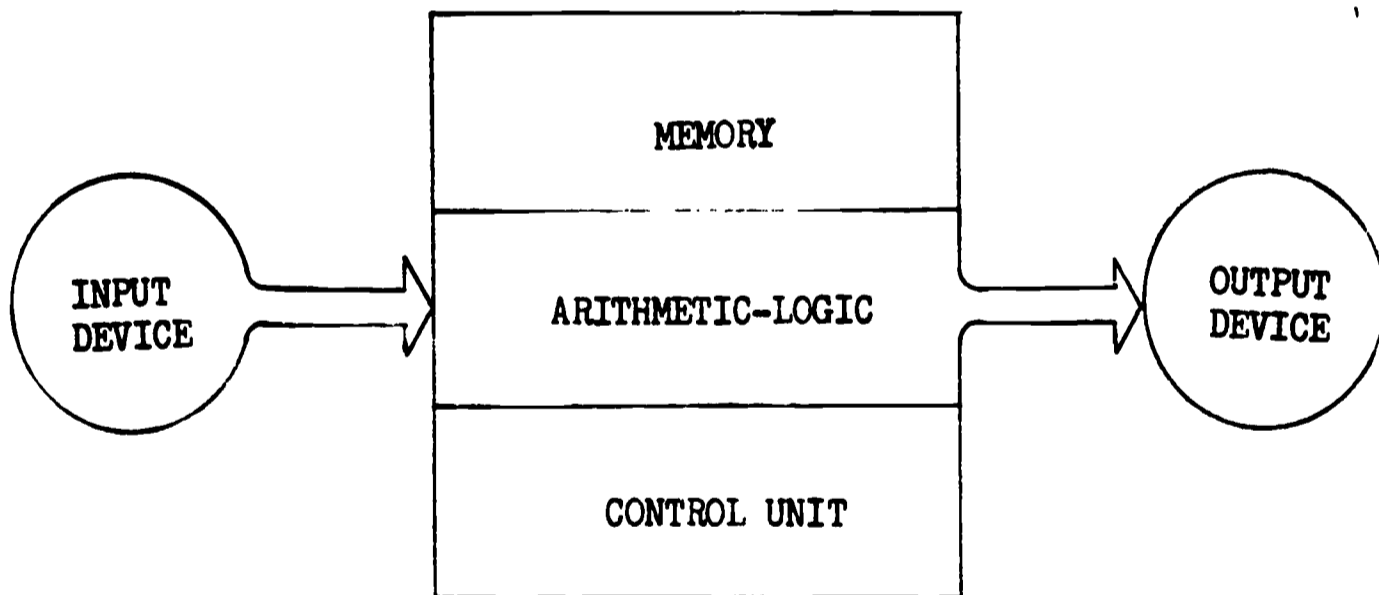 MEMORY
INPUT
DEVICE
ARITHMETIC-LOGIC
OUTPUT
DEVICE
CONTROL UNIT